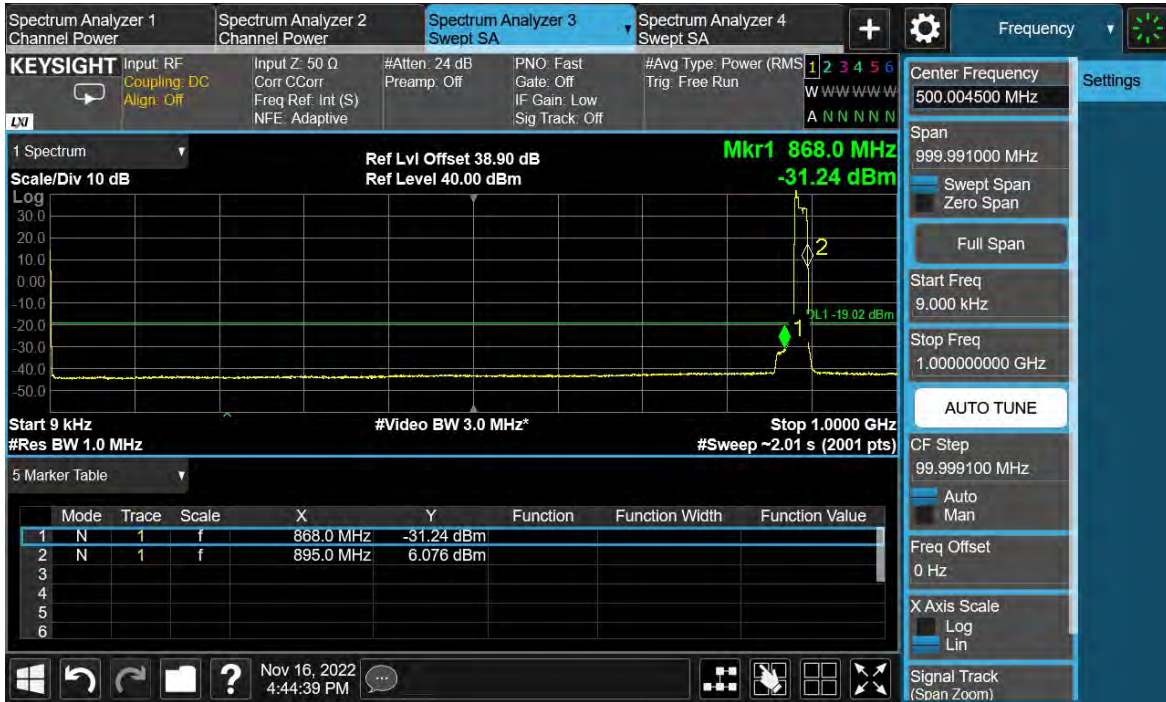 Spectrum Analyzer 1
Channel Power
Spectrum Analyzer 2
Channel Power
Spectrum Analyzer 3
Swept SA
Spectrum Analyzer 4
Swept SA
+
Frequency
KEYSIGHT
LXI
Input: RF
Coupling: DC
Align: Off
Input Z: 50 Ω
Corr CCorr
Freq Ref: Int (S)
NFE: Adaptive
#Atten: 24 dB
Preamp: Off
PNO: Fast
Gate: Off
IF Gain: Low
Sig Track: Off
#Avg Type: Power (RMS
Trig: Free Run
1 2 3 4 5 6
W W W W W W
A N N N N N
1 Spectrum
Scale/Div 10 dB
Ref Lvl Offset 38.90 dB
Ref Level 40.00 dBm
Mkr1 868.0 MHz
-31.24 dBm
Log
30.0
20.0
10.0
0.00
-10.0
-20.0
-30.0
-40.0
-50.0
2
DL1 -19.02 dBm
1
Start 9 kHz
#Video BW 3.0 MHz*
Stop 1.0000 GHz
#Res BW 1.0 MHz
#Sweep ~2.01 s (2001 pts)
5 Marker Table
Mode Trace Scale X Y Function Function Width Function Value
1 N 1 f 868.0 MHz -31.24 dBm
2 N 1 f 895.0 MHz 6.076 dBm
3
4
5
6
?
Nov 16, 2022
4:44:39 PM
Center Frequency
500.004500 MHz
Settings
Span
999.991000 MHz
Swept Span
Zero Span
Full Span
Start Freq
9.000 kHz
Stop Freq
1.000000000 GHz
AUTO TUNE
CF Step
99.999100 MHz
Auto
Man
Freq Offset
0 Hz
X Axis Scale
Log
Lin
Signal Track
(Span Zoom)